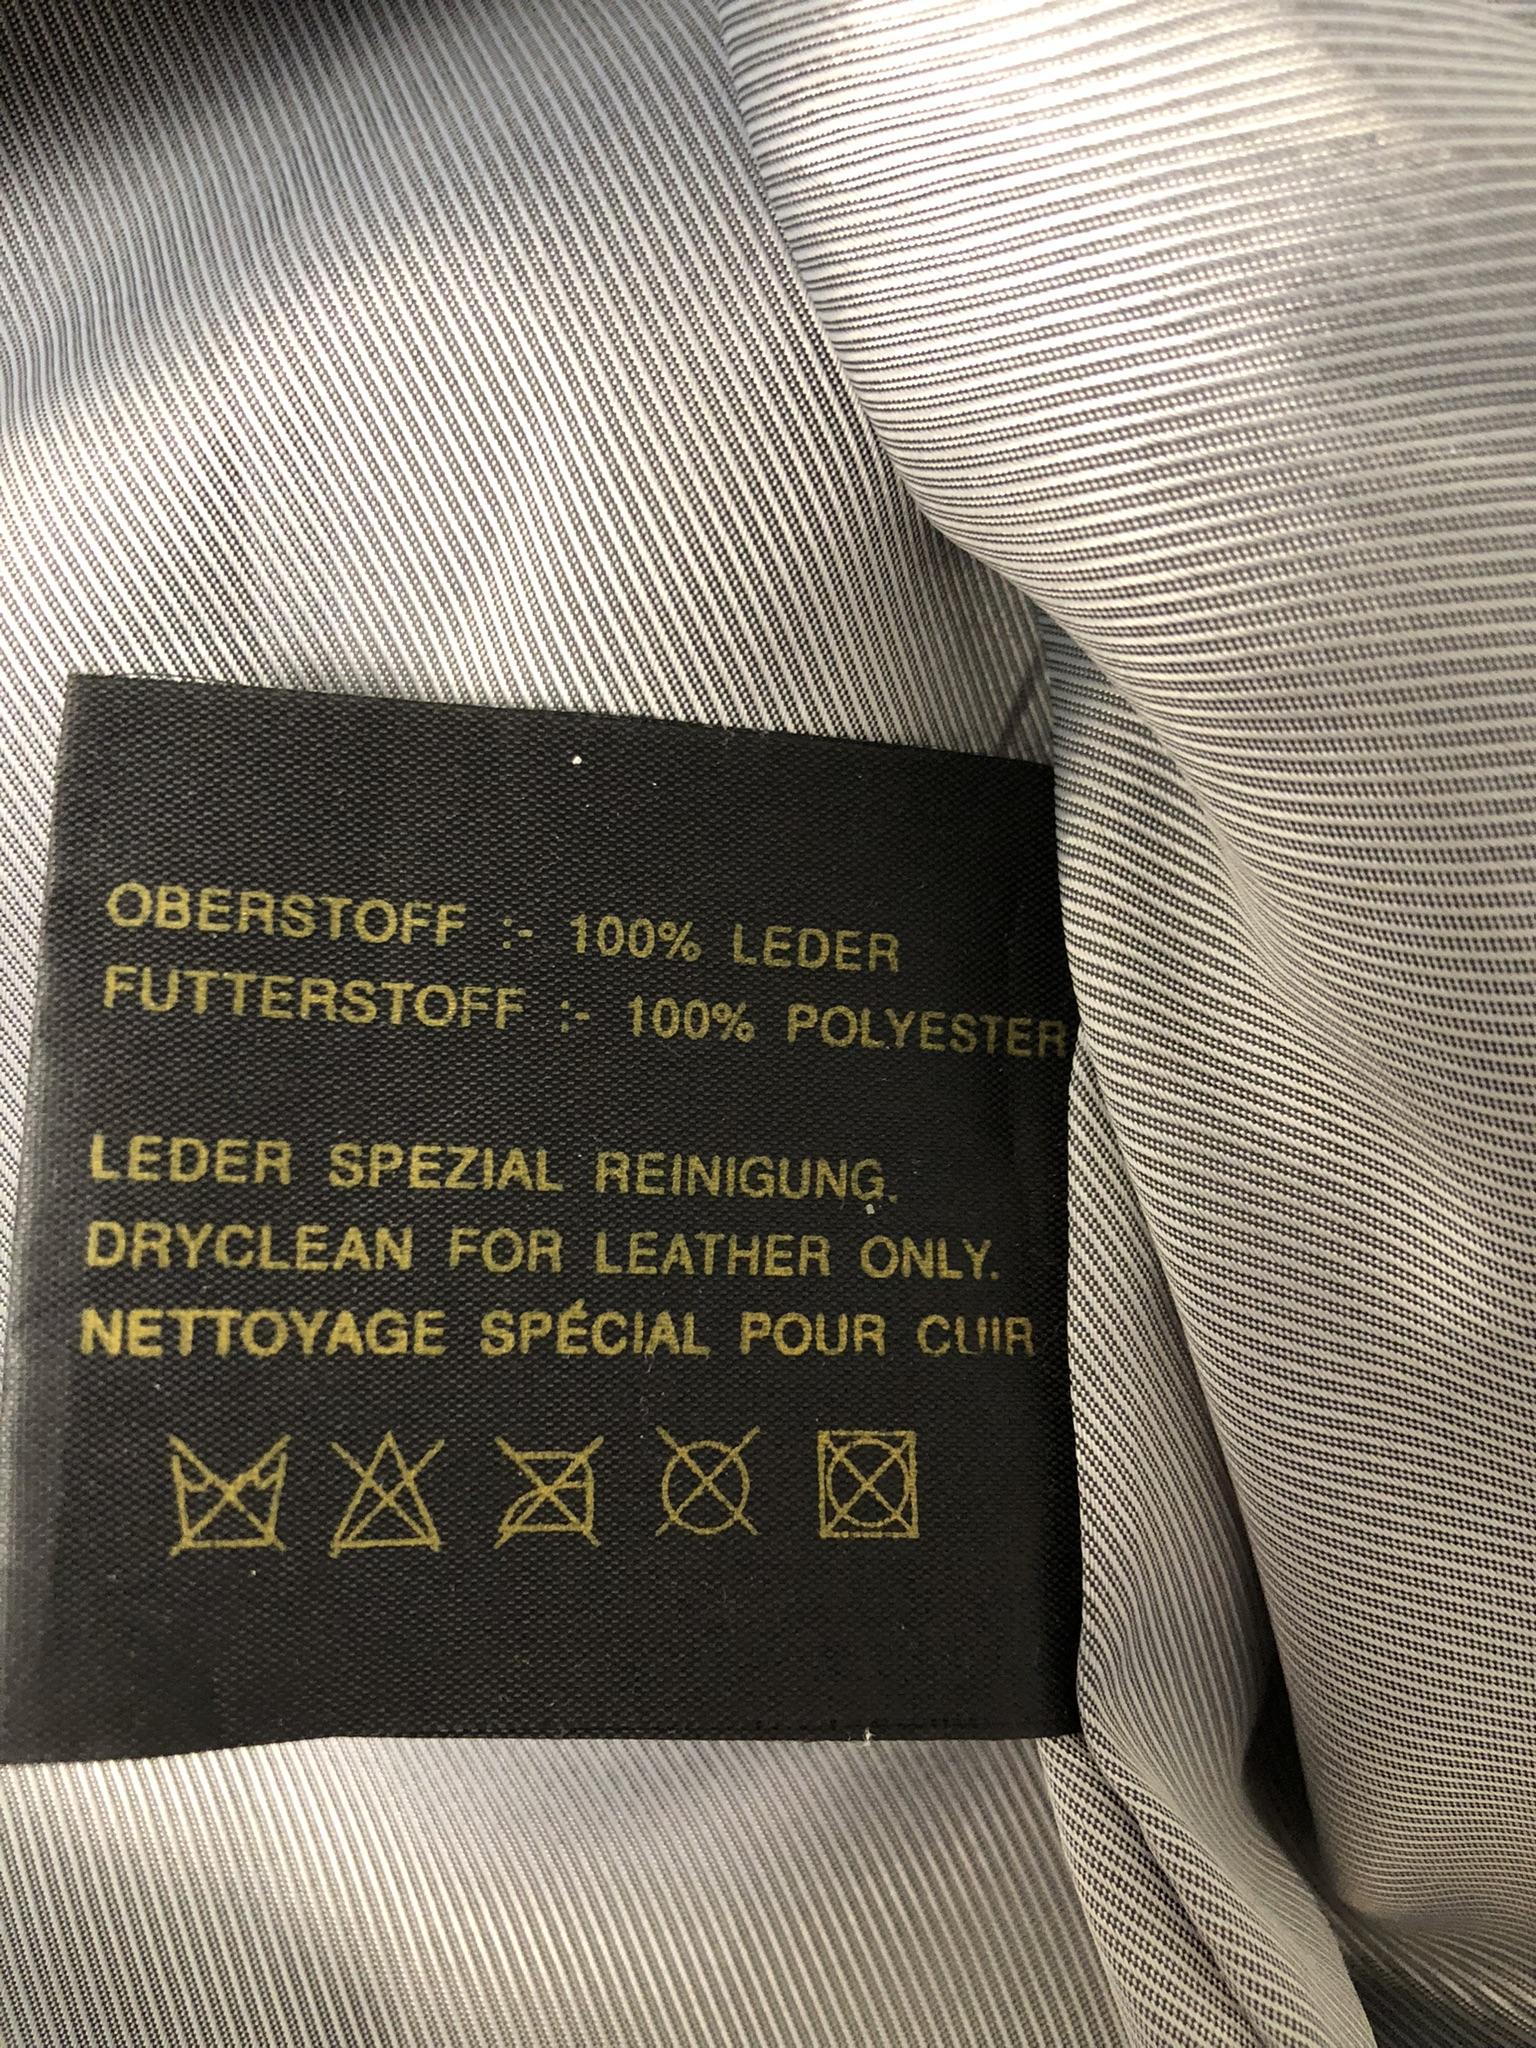 OBERSTOFF :- 100% LEDER
FUTTERSTOFF :- 100% POLYESTER
LEDER SPEZIAL REINIGUNG.
DRYCLEAN FOR LEATHER ONLY.
NETTOYAGE SPÉCIAL POUR CUIR